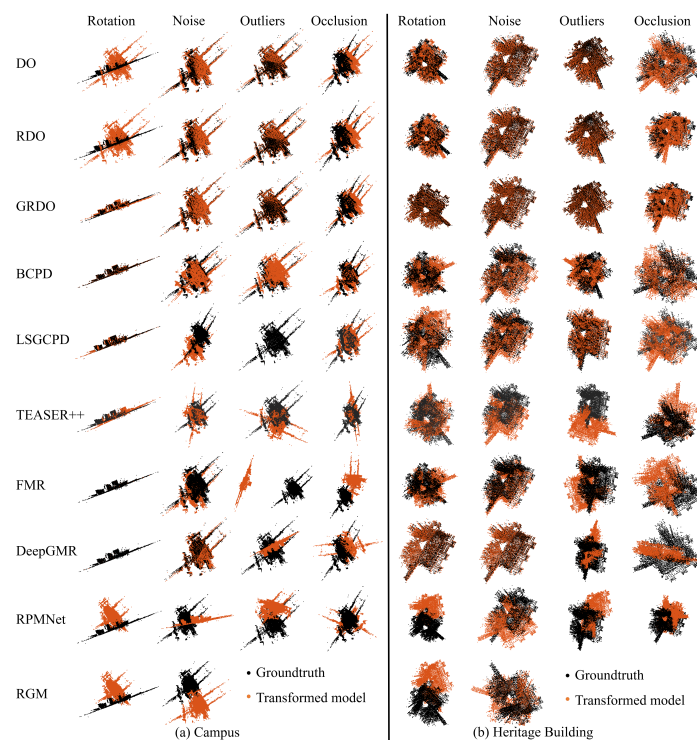 Rotation Noise Outliers Occlusion Rotation Noise Outliers Occlusion
DO
RDO
GRDO
BCPD
LSGCPD
TEASER++
FMR
DeepGMR
RPMNet
RGM
Groundtruth
Transformed model
Groundtruth
Transformed model
(a) Campus
(b) Heritage Building